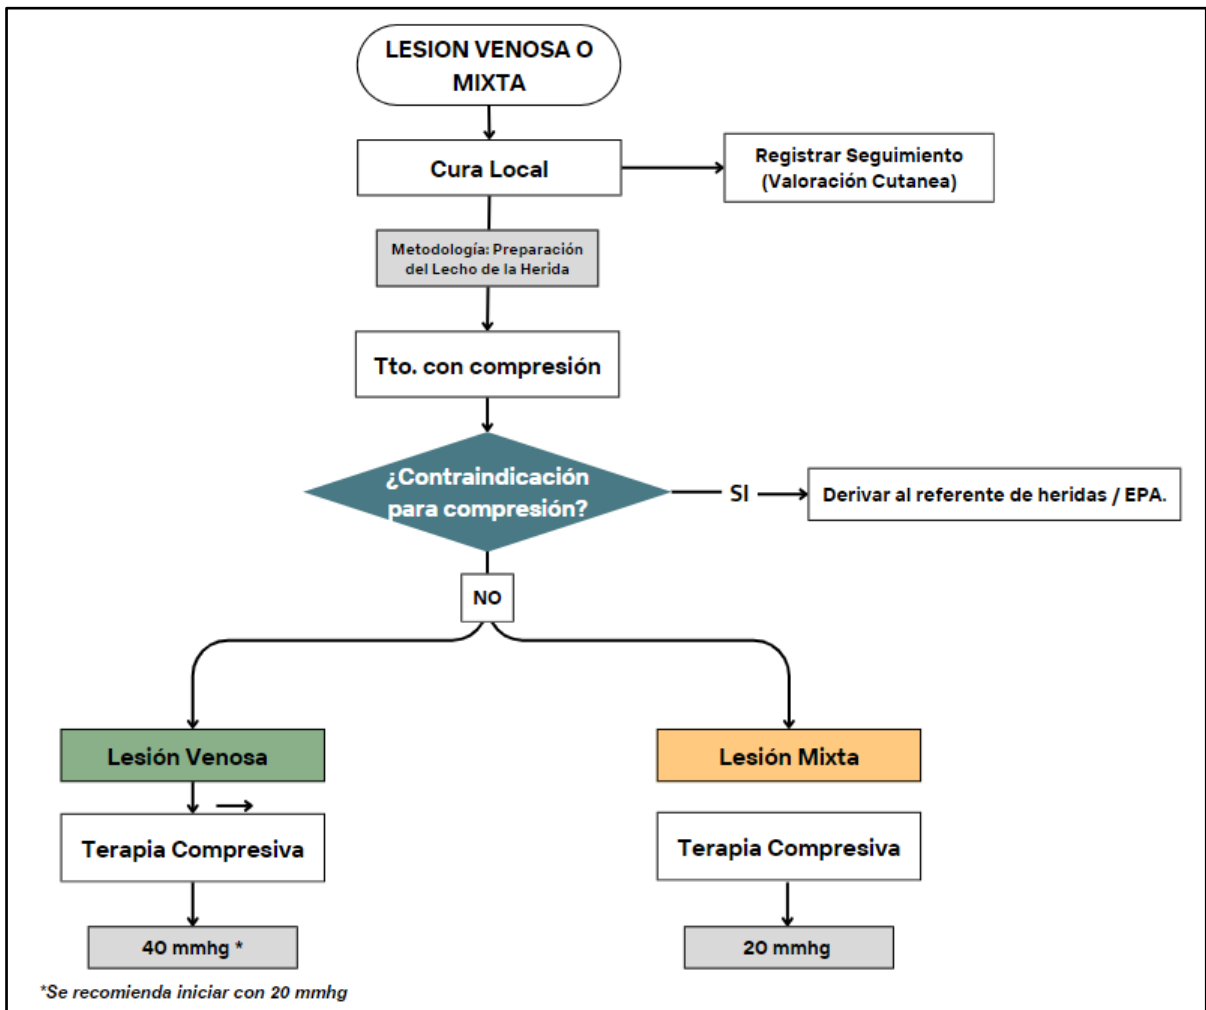 LESION VENOSA O
MIXTA
Cura Local
Registrar Seguimiento
(Valoración Cutanea)
Metodología: Preparación
del Lecho de la Herida
Tto. con compresión
¿Contraindicación
para compresión?
SI
Derivar al referente de heridas / EPA.
NO
Lesión Venosa
Lesión Mixta
Terapia Compresiva
Terapia Compresiva
40 mmhg *
20 mmhg
*Se recomienda iniciar con 20 mmhg